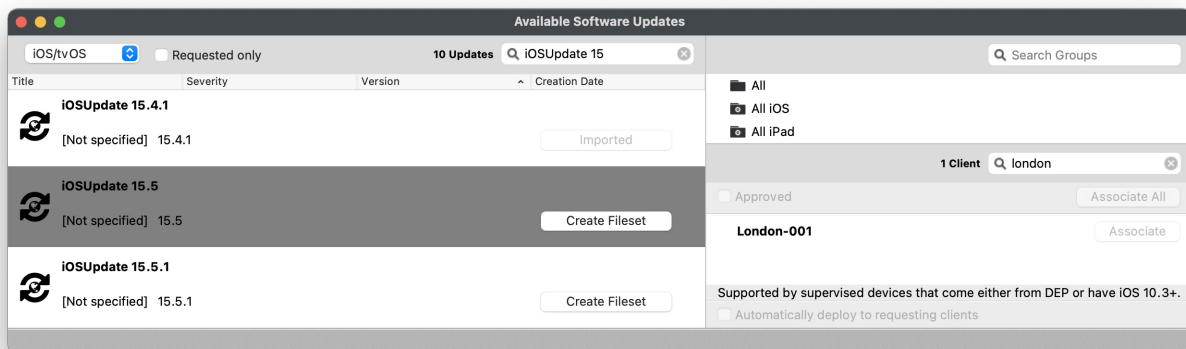 Available Software Updates
iOS/tvOS
Requested only
10 Updates
iOSUpdate 15
Search Groups
Title
Severity
Version
Creation Date
iOSUpdate 15.4.1
[Not specified] 15.4.1
Imported
iOSUpdate 15.5
[Not specified] 15.5
Create Fileset
iOSUpdate 15.5.1
[Not specified] 15.5.1
Create Fileset
All
All iOS
All iPad
1 Client
london
Approved
Associate All
London-001
Associate
Supported by supervised devices that come either from DEP or have iOS 10.3+.
Automatically deploy to requesting clients